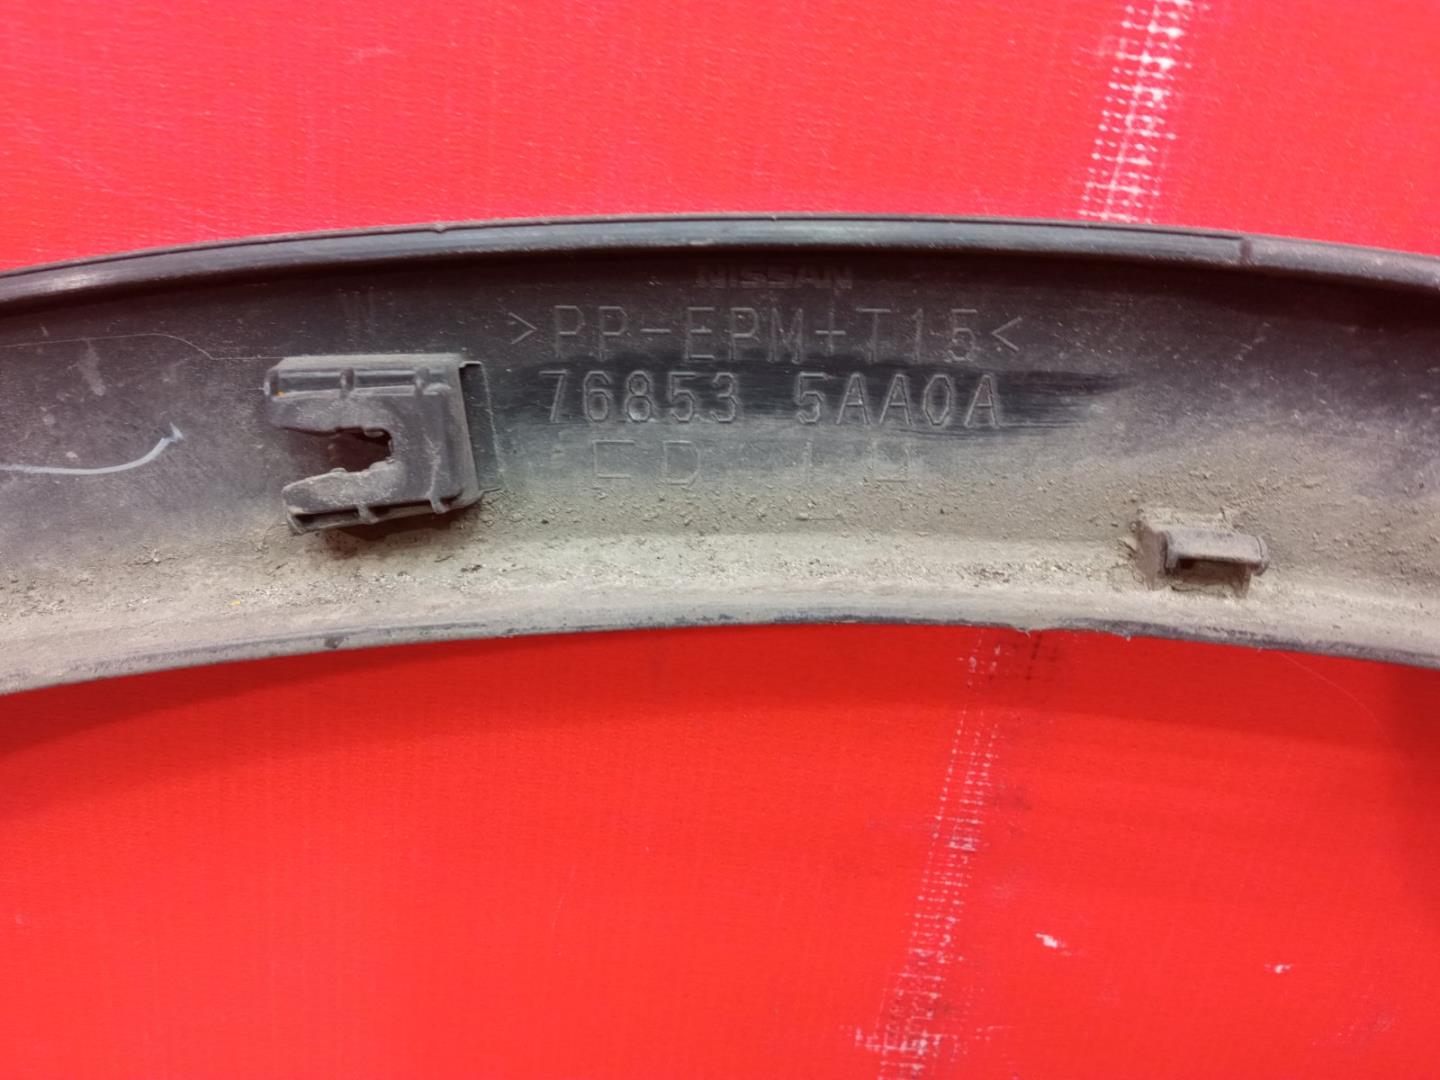 NISSAN
>PP-EPM+T15<
76853 5AA0A